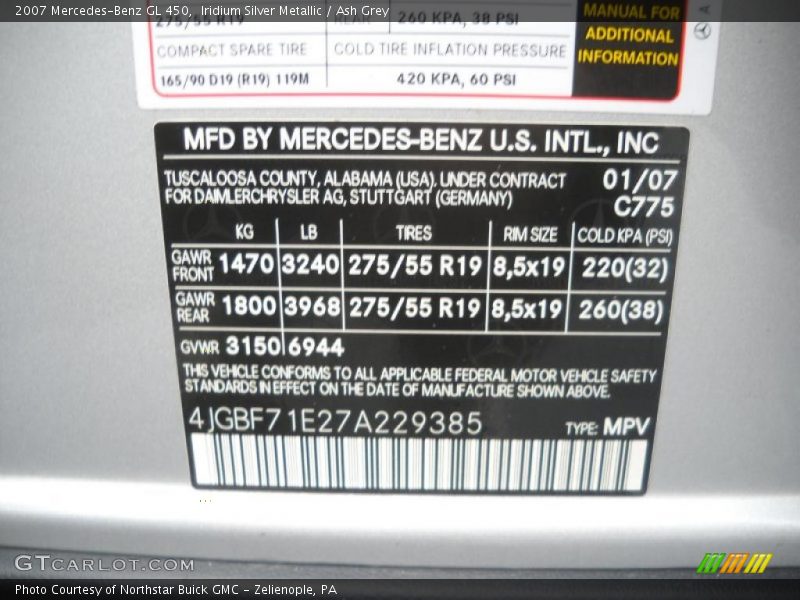 2007 Mercedes-Benz GL 450, Iridium Silver Metallic / Ash Grey
275/55 R19 REAR 260 KPA, 38 PSI
MANUAL FOR
ADDITIONAL
INFORMATION
COMPACT SPARE TIRE COLD TIRE INFLATION PRESSURE
165/90 D19 (R19) 119M 420 KPA, 60 PSI
MFD BY MERCEDES-BENZ U.S. INTL., INC
TUSCALOOSA COUNTY, ALABAMA (USA). UNDER CONTRACT 01/07
FOR DAIMLERCHRYSLER AG, STUTTGART (GERMANY) C775
KG LB TIRES RIM SIZE COLD KPA (PSI)
GAWR FRONT 1470 3240 275/55 R19 8,5x19 220(32)
GAWR REAR 1800 3968 275/55 R19 8,5x19 260(38)
GVWR 3150 6944
THIS VEHICLE CONFORMS TO ALL APPLICABLE FEDERAL MOTOR VEHICLE SAFETY
STANDARDS IN EFFECT ON THE DATE OF MANUFACTURE SHOWN ABOVE.
4JGBF71E27A229385 TYPE: MPV
GTCARLOT.COM
Photo Courtesy of Northstar Buick GMC - Zelienople, PA